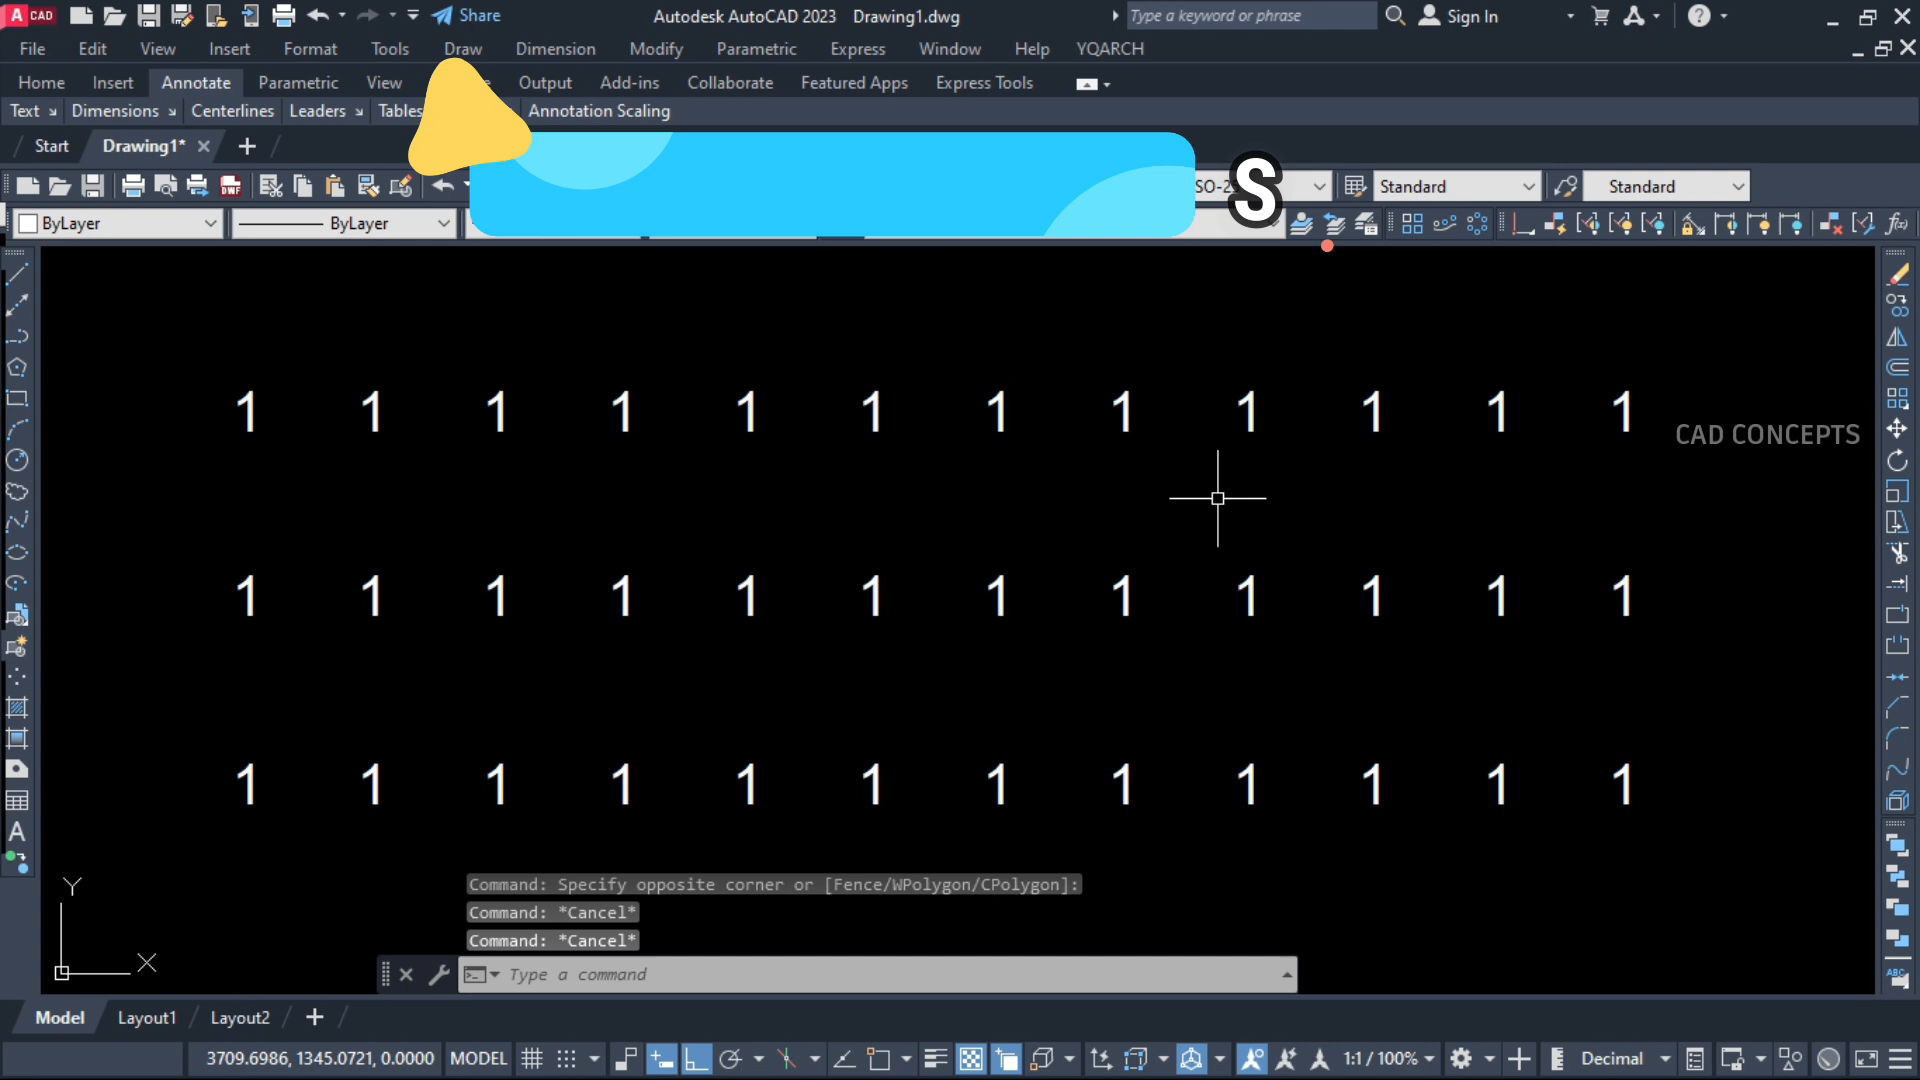 A CAD Share Autodesk AutoCAD 2023 Drawing1.dwg Type a keyword or phrase Sign In
File Edit View Insert Format Tools Draw Dimension Modify Parametric Express Window Help YQARCH
Home Insert Annotate Parametric View Output Add-ins Collaborate Featured Apps Express Tools
Text Dimensions Centerlines Leaders Tables Annotation Scaling
Start Drawing1*
DWF S Standard Standard
ByLayer ByLayer
1 1 1 1 1 1 1 1 1 1 1 1
CAD CONCEPTS
1 1 1 1 1 1 1 1 1 1 1 1
1 1 1 1 1 1 1 1 1 1 1 1
A
Y
X
Command: Specify opposite corner or [Fence/WPolygon/CPolygon]:
Command: *Cancel*
Command: *Cancel*
Type a command
ABC
Model Layout1 Layout2
3709.6986, 1345.0721, 0.0000 MODEL 1:1 / 100% Decimal